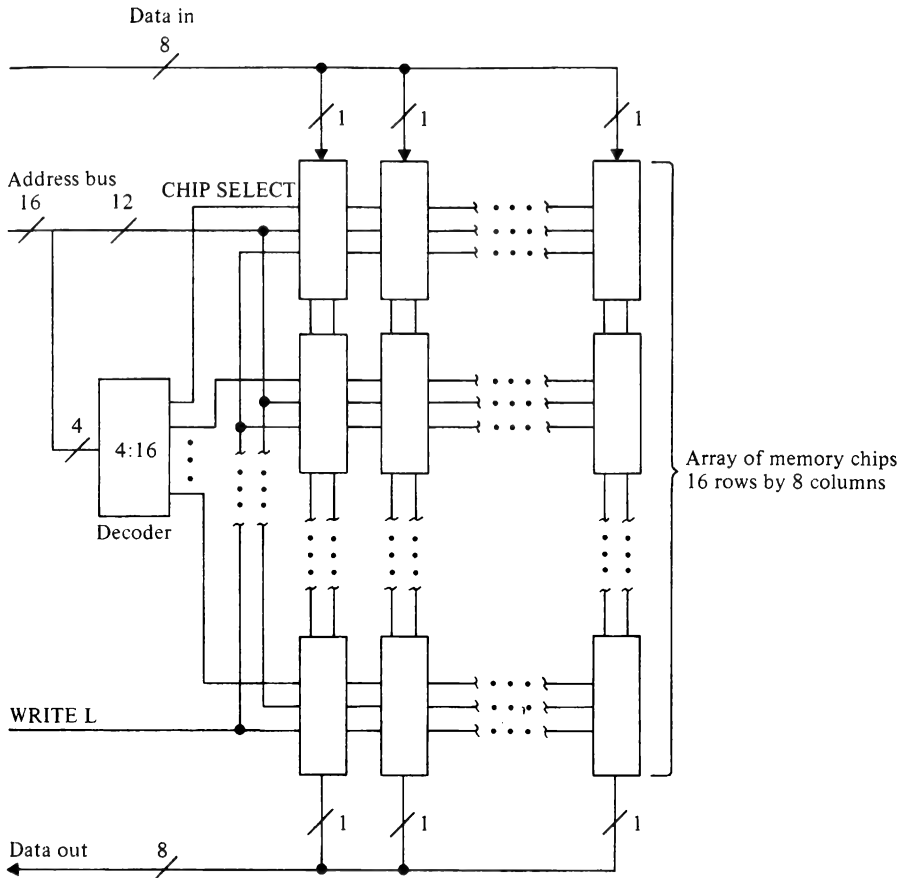 Data in
8
1
1
1
Address bus
16
12
CHIP SELECT
4
4:16
Decoder
Array of memory chips
16 rows by 8 columns
WRITE L
1
1
1
Data out
8